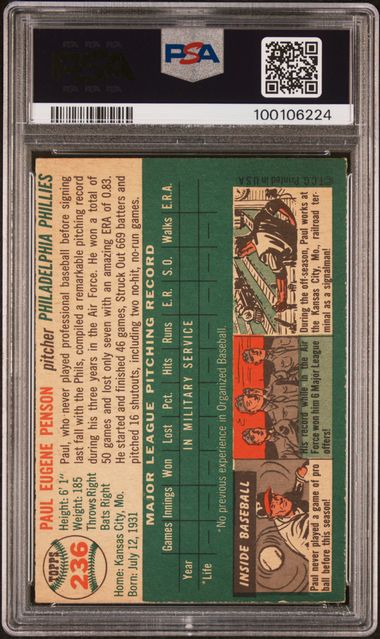 PSA
PSA
100106224
TOPPS
236
PAUL EUGENE PENSON
pitcher PHILADELPHIA PHILLIES
Height: 6' 1"
Weight: 185
Throws Right
Bats Right
Home: Kansas City, Mo.
Born: July 12, 1931
Paul, who never played professional baseball before signing
last fall with the Phils, compiled a remarkable pitching record
during his three years in the Air Force. He won a total of
50 games and lost only seven with an amazing ERA of 0.83.
He started and finished 46 games, Struck Out 669 batters and
pitched 16 shutouts, including two no-hit, no-run games.
MAJOR LEAGUE PITCHING RECORD
Games Innings Won Lost Pct. Hits Runs E.R. S.O. Walks E.R.A.
Year
IN MILITARY SERVICE
*Life
*No previous experience in Organized Baseball.
INSIDE BASEBALL
Paul never played a game of pro
ball before this season!
His record while in the Air
Force won him 6 Major League
offers!
During the off-season, Paul works at
the Kansas City, Mo., railroad ter-
minal as a signalman!
©T.C.G. Printed in U.S.A.